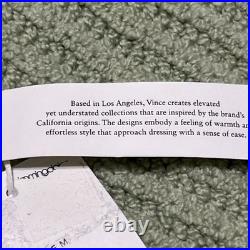 Based in Los Angeles, Vince creates elevated
yet understated collections that are inspired by the brand's
California origins. The designs embody a feeling of warmth and
effortless style that approach dressing with a sense of ease.
M